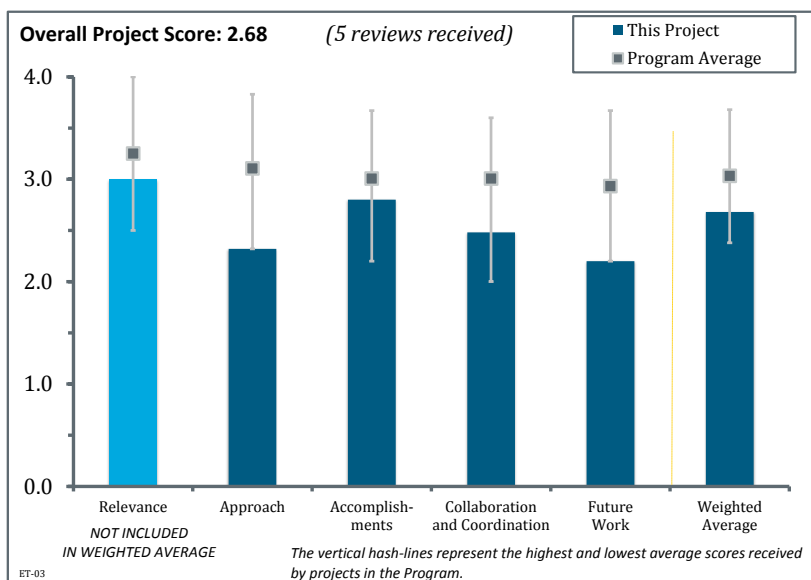 Overall Project Score: 2.68
(5 reviews received)
This Project
Program Average
4.0
3.0
2.0
1.0
0.0
Relevance
Approach
Accomplish-
ments
Collaboration
and Coordination
Future
Work
Weighted
Average
NOT INCLUDED
IN WEIGHTED AVERAGE
The vertical hash-lines represent the highest and lowest average scores received
by projects in the Program.
ET-03